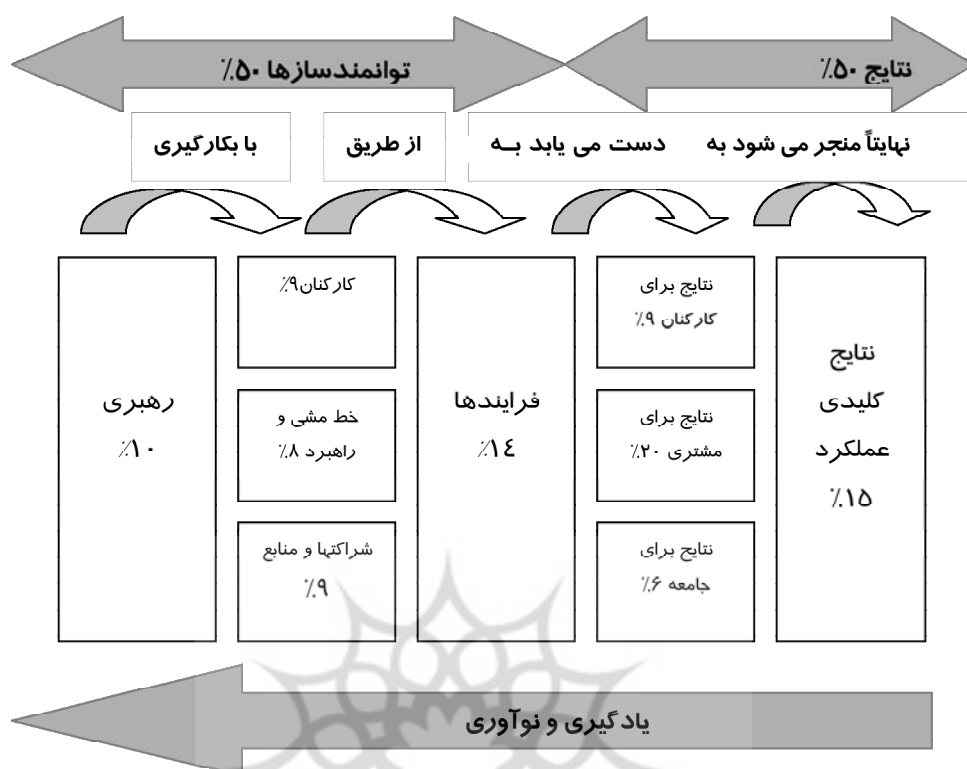 توانمندسازها ۵۰٪
نتایج ۵۰٪
با بکارگیری
از طریق
دست می یابد به
نهایتاً منجر می شود به
رهبری
۱۰٪
کارکنان۹٪
خط مشی و
راهبرد ۸٪
شراکتها و منابع
۹٪
فرایندها
۱۴٪
نتایج برای
کارکنان ۹٪
نتایج برای
مشتری ۲۰٪
نتایج برای
جامعه ۶٪
نتایج
کلیدی
عملکرد
۱۵٪
یادگیری و نوآوری